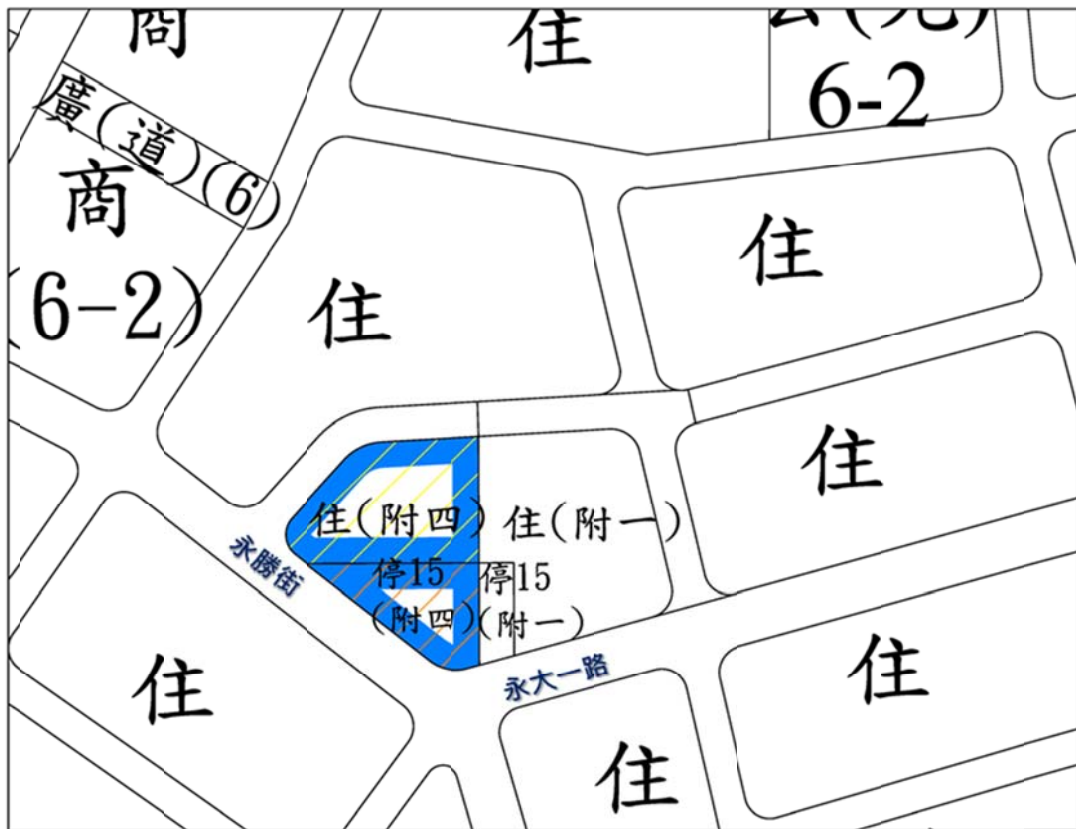 商
住
公(兒)
6-2
廣(道)(6)
商
(6-2)
住
住
住
住(附四)
住(附一)
停15
(附四)
停15
(附一)
永勝街
永大一路
住
住
住